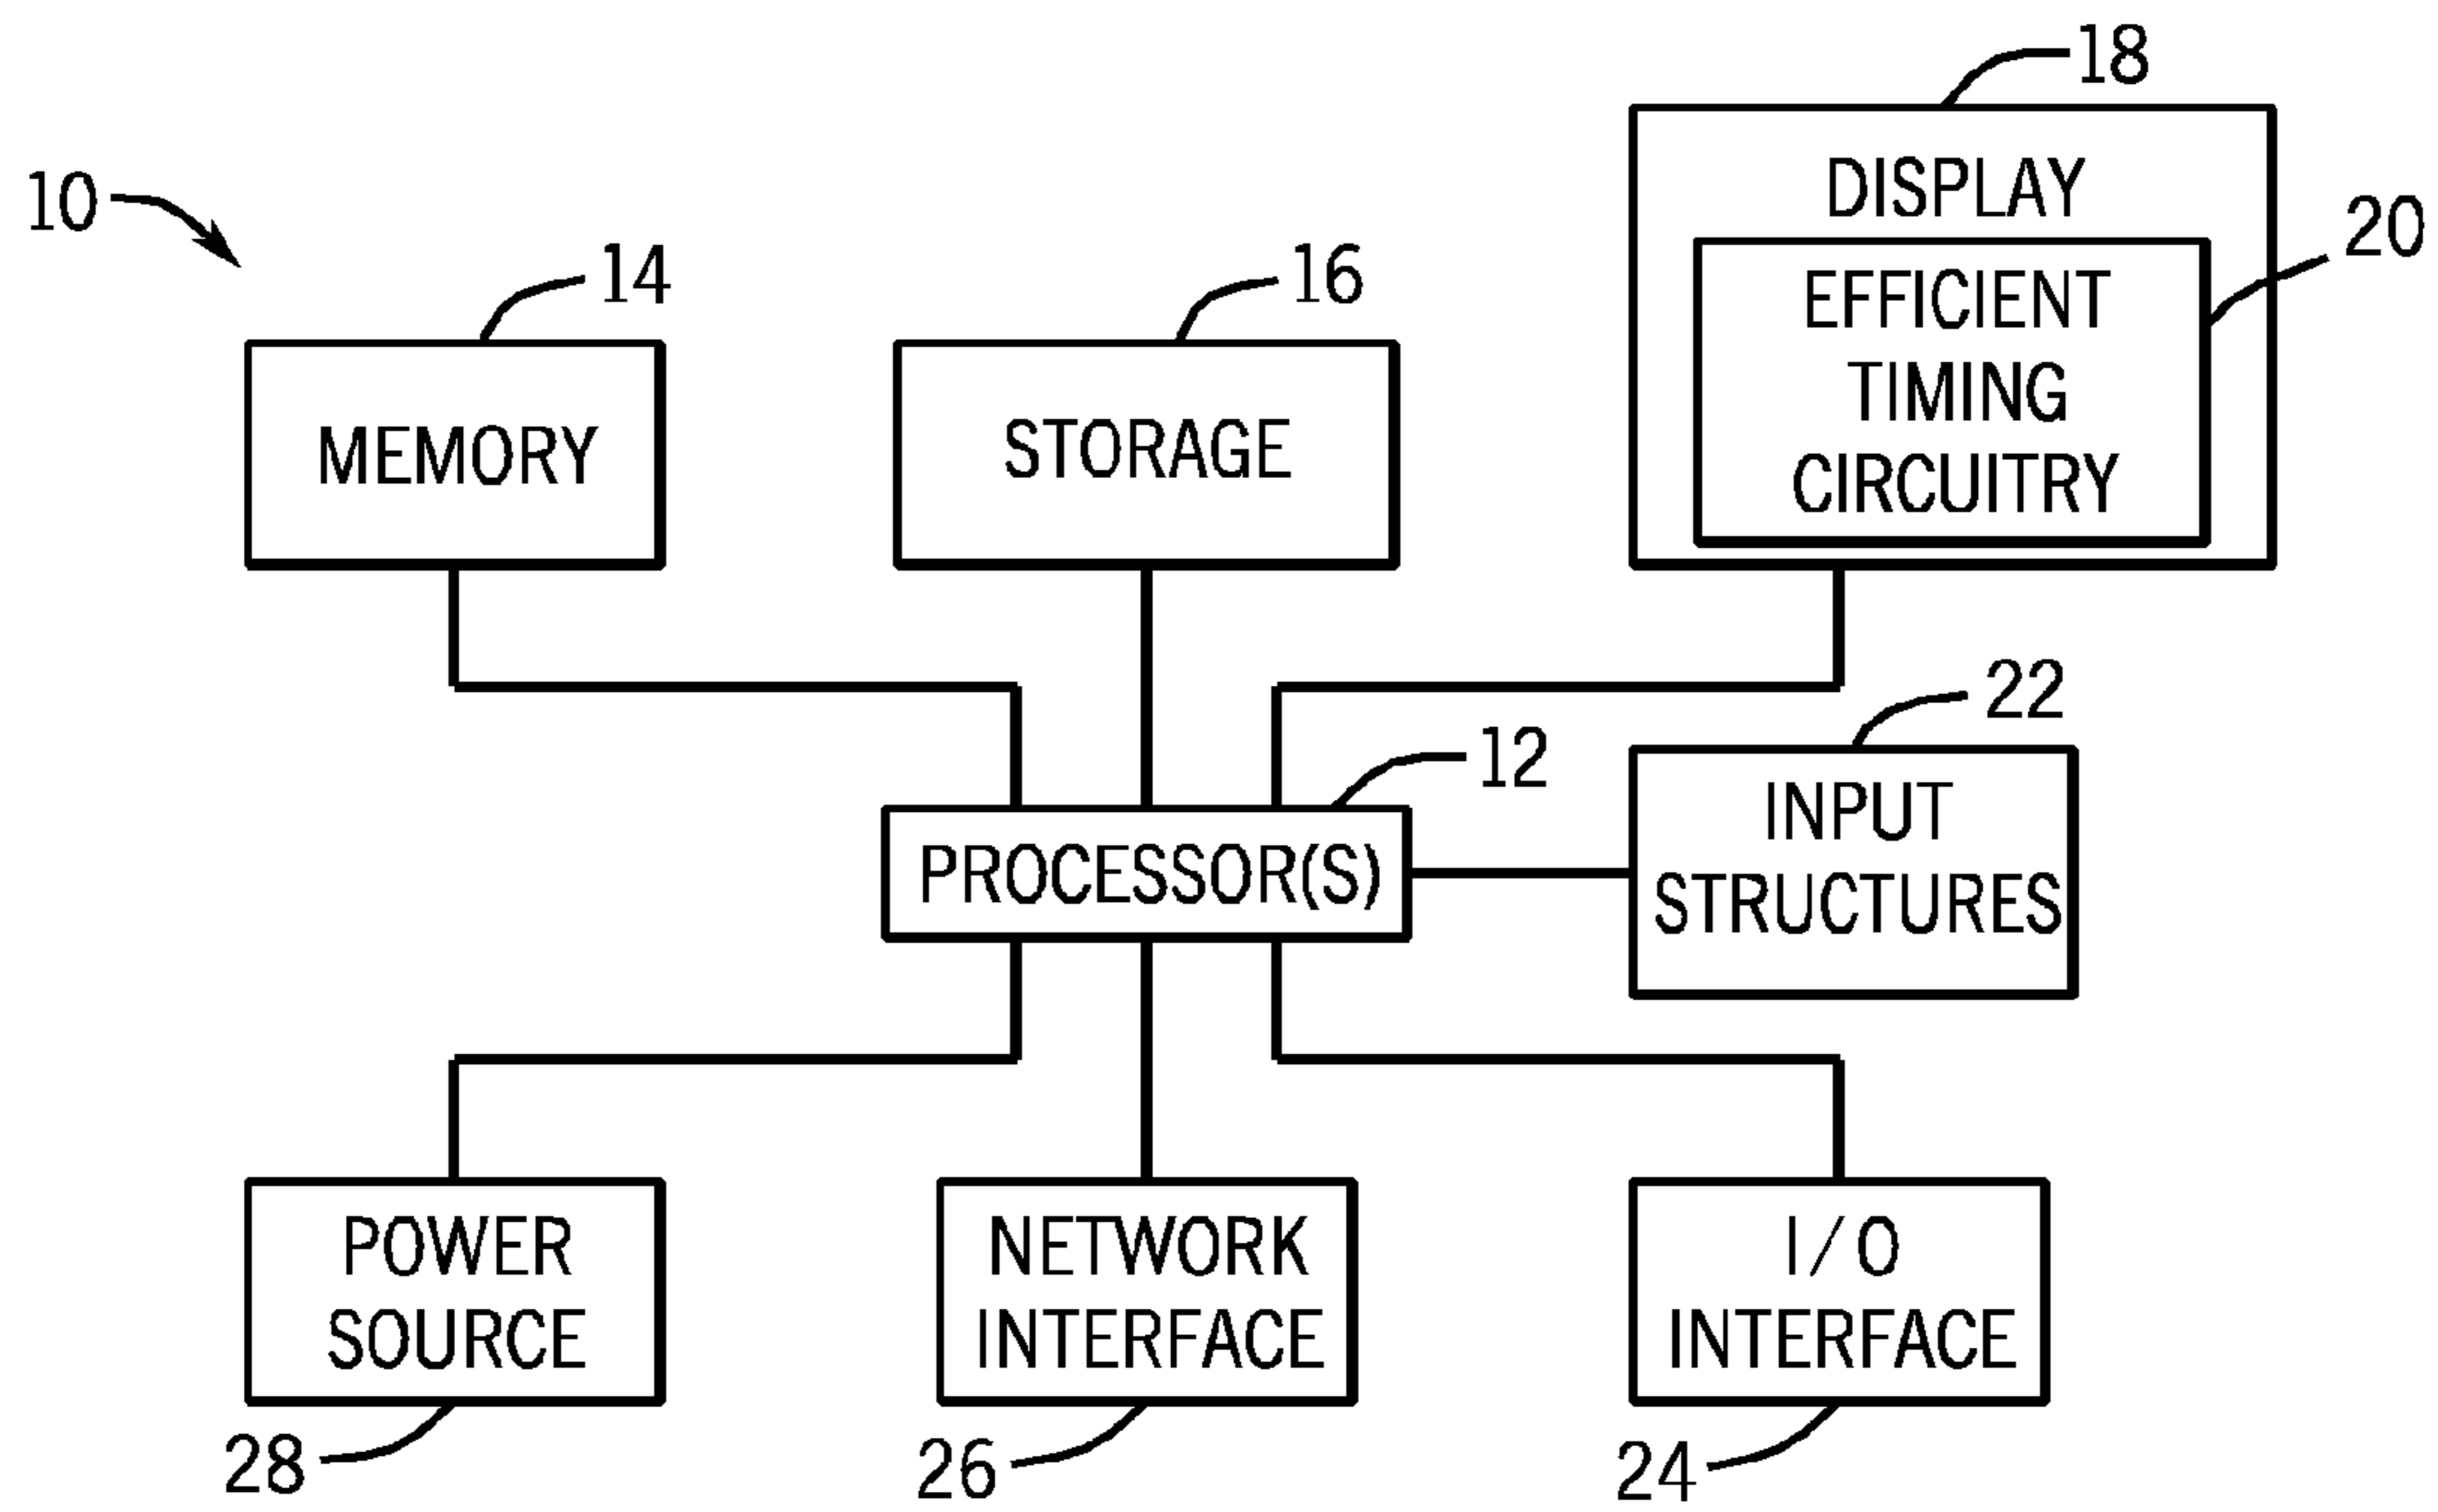 18
10
DISPLAY
20
14
16
EFFICIENT
TIMING
CIRCUITRY
MEMORY
STORAGE
22
12
INPUT
STRUCTURES
PROCESSOR(S)
POWER
SOURCE
NETWORK
INTERFACE
I/O
INTERFACE
28
26
24